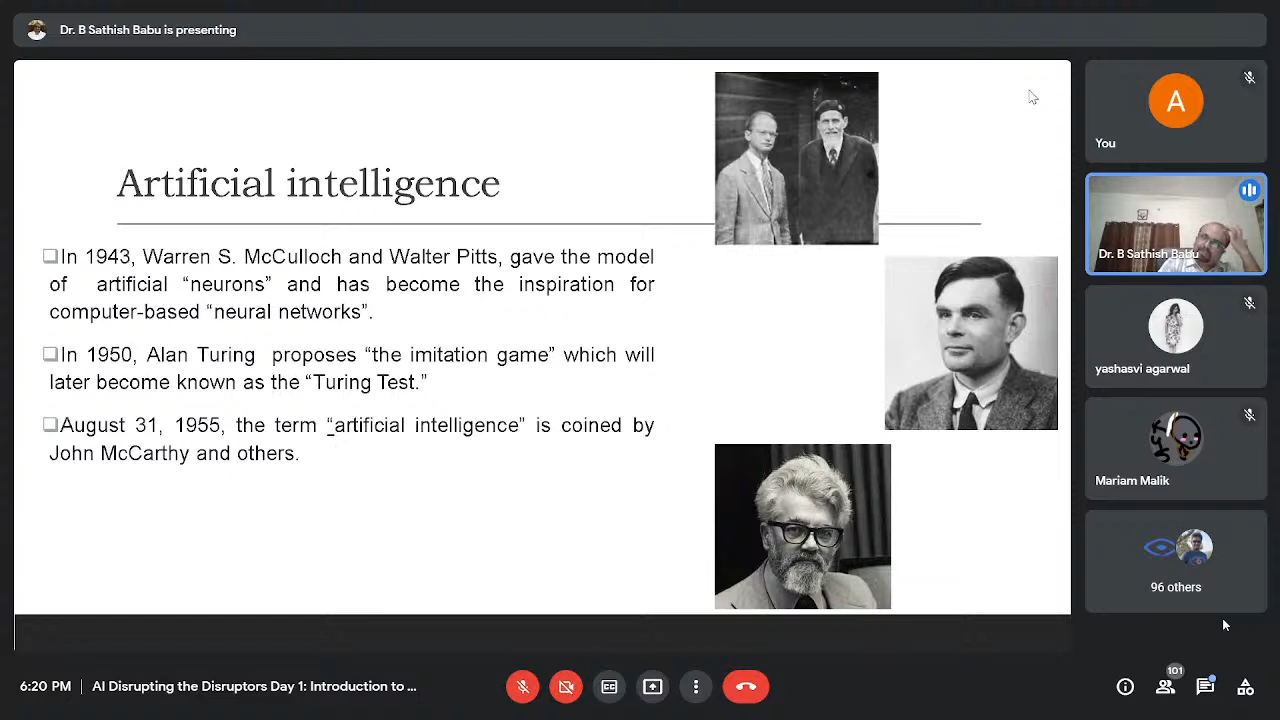 Dr. B Sathish Babu is presenting
Artificial intelligence
In 1943, Warren S. McCulloch and Walter Pitts, gave the model
of artificial “neurons” and has become the inspiration for
computer-based “neural networks”.
In 1950, Alan Turing proposes “the imitation game” which will
later become known as the “Turing Test.”
August 31, 1955, the term “artificial intelligence” is coined by
John McCarthy and others.
A
You
Dr. B Sathish Babu
yashasvi agarwal
Mariam Malik
96 others
6:20 PM | AI Disrupting the Disruptors Day 1: Introduction to ...
CC
101